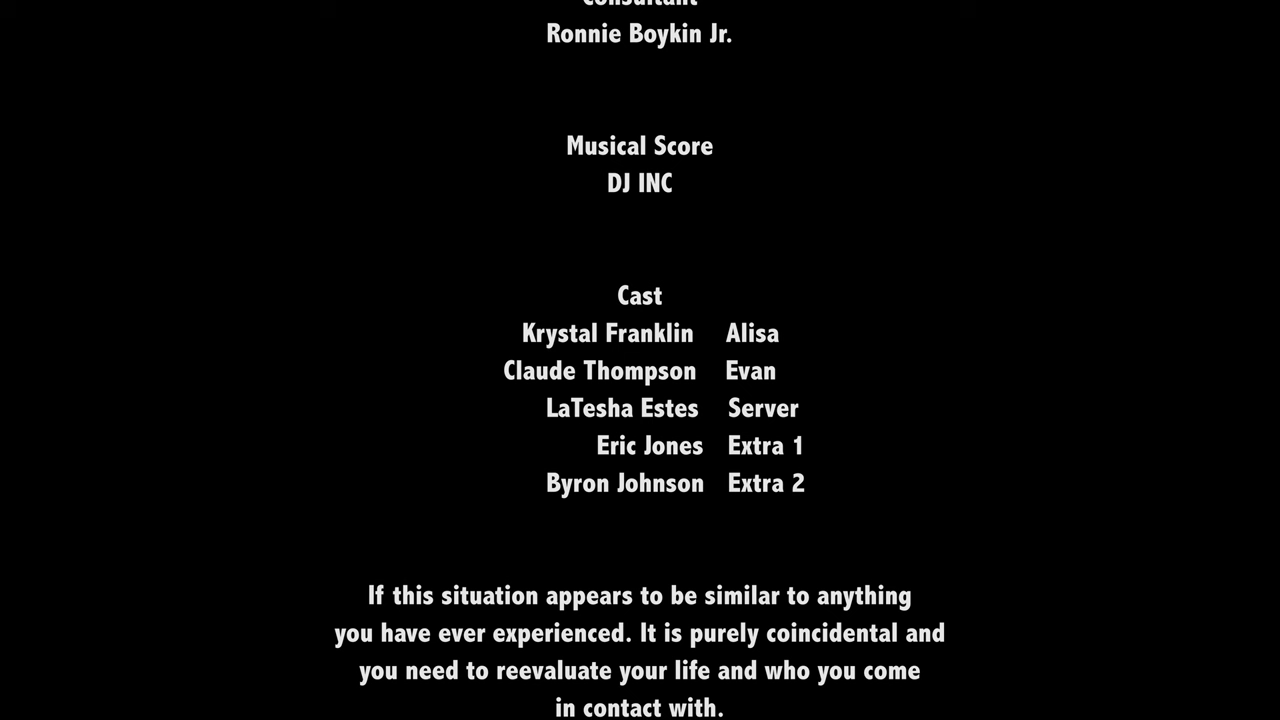 Consultant
Ronnie Boykin Jr.
Musical Score
DJ INC
Cast
Krystal Franklin Alisa
Claude Thompson Evan
LaTesha Estes Server
Eric Jones Extra 1
Byron Johnson Extra 2
If this situation appears to be similar to anything
you have ever experienced. It is purely coincidental and
you need to reevaluate your life and who you come
in contact with.